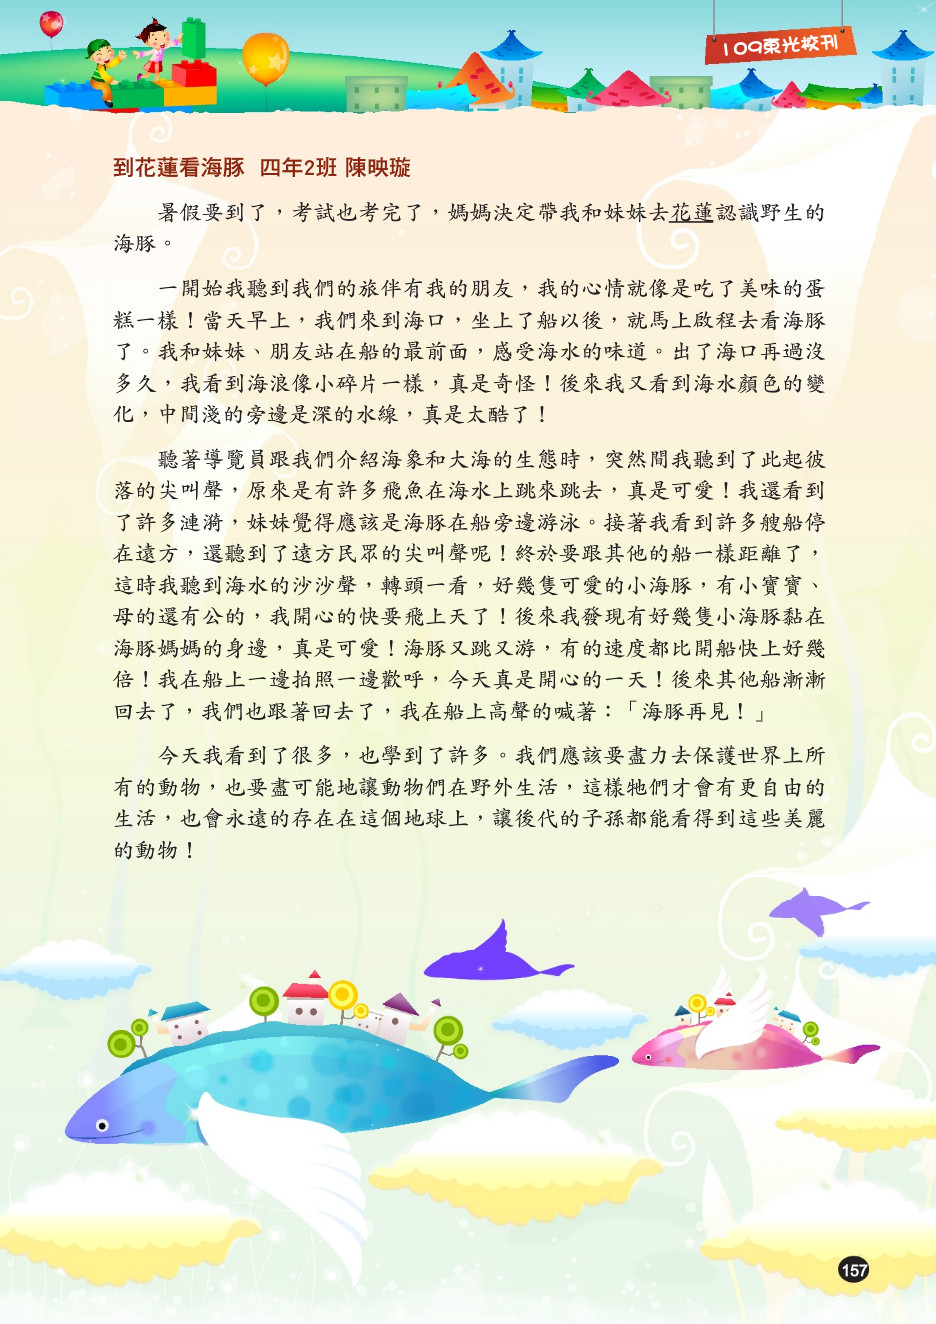 109東光校刊
到花蓮看海豚 四年2班 陳映璇
暑假要到了，考試也考完了，媽媽決定帶我和妹妹去花蓮認識野生的
海豚。
一開始我聽到我們的旅伴有我的朋友，我的心情就像是吃了美味的蛋
糕一樣！當天早上，我們來到海口，坐上了船以後，就馬上啟程去看海豚
了。我和妹妹、朋友站在船的最前面，感受海水的味道。出了海口再過沒
多久，我看到海浪像小碎片一樣，真是奇怪！後來我又看到海水顏色的變
化，中間淺的旁邊是深的水線，真是太酷了！
聽著導覽員跟我們介紹海象和大海的生態時，突然間我聽到了此起彼
落的尖叫聲，原來是有許多飛魚在海水上跳來跳去，真是可愛！我還看到
了許多漣漪，妹妹覺得應該是海豚在船旁邊游泳。接著我看到許多艘船停
在遠方，還聽到了遠方民眾的尖叫聲呢！終於要跟其他的船一樣距離了，
這時我聽到海水的沙沙聲，轉頭一看，好幾隻可愛的小海豚，有小寶寶、
母的還有公的，我開心的快要飛上天了！後來我發現有好幾隻小海豚黏在
海豚媽媽的身邊，真是可愛！海豚又跳又游，有的速度都比開船快上好幾
倍！我在船上一邊拍照一邊歡呼，今天真是開心的一天！後來其他船漸漸
回去了，我們也跟著回去了，我在船上高聲的喊著：「海豚再見！」
今天我看到了很多，也學到了許多。我們應該要盡力去保護世界上所
有的動物，也要盡可能地讓動物們在野外生活，這樣牠們才會有更自由的
生活，也會永遠的存在在這個地球上，讓後代的子孫都能看得到這些美麗
的動物！
157